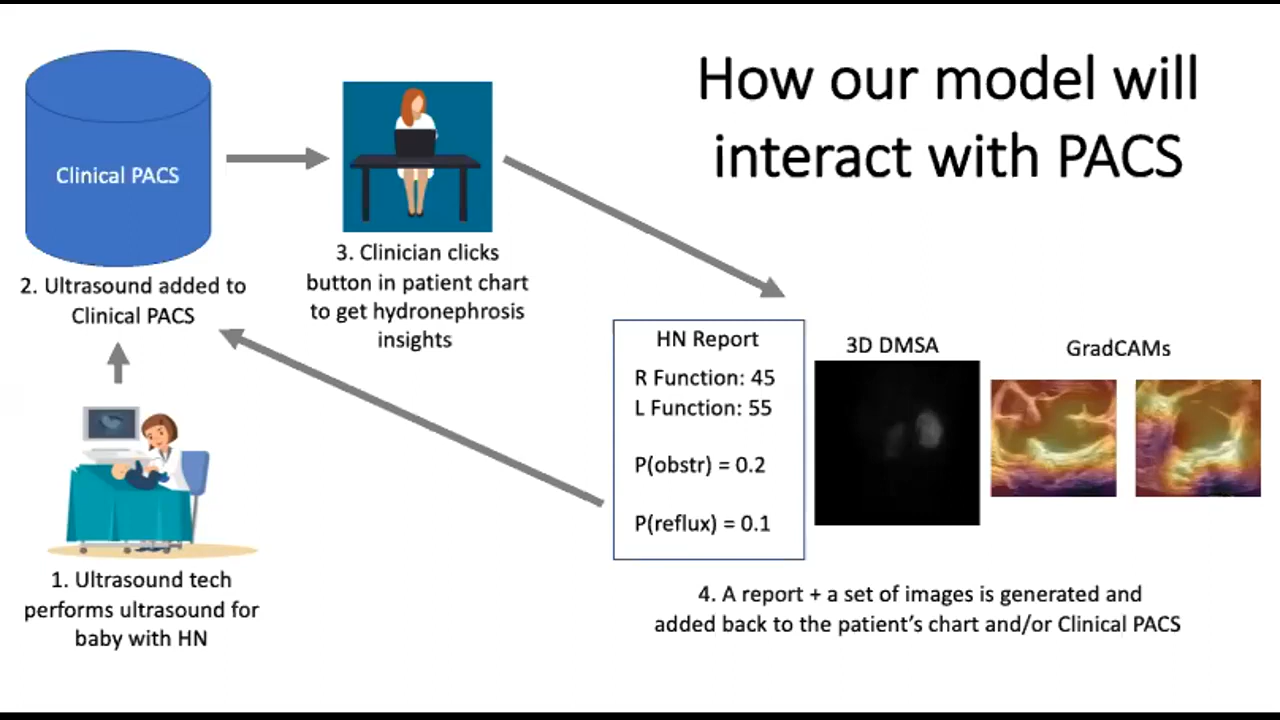 How our model will
interact with PACS
Clinical PACS
2. Ultrasound added to
Clinical PACS
3. Clinician clicks
button in patient chart
to get hydronephrosis
insights
1. Ultrasound tech
performs ultrasound for
baby with HN
HN Report
R Function: 45
L Function: 55
P(obstr) = 0.2
P(reflux) = 0.1
3D DMSA
GradCAMs
4. A report + a set of images is generated and
added back to the patient’s chart and/or Clinical PACS